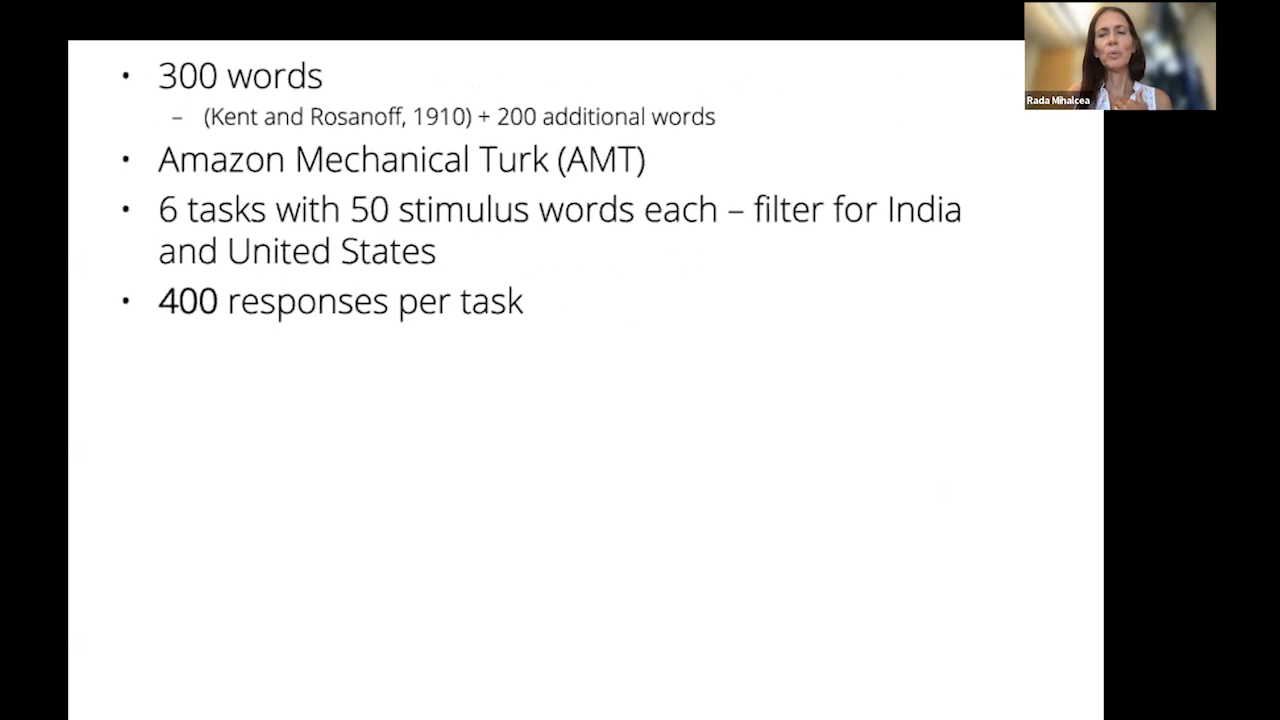 • 300 words
– (Kent and Rosanoff, 1910) + 200 additional words
• Amazon Mechanical Turk (AMT)
• 6 tasks with 50 stimulus words each – filter for India
and United States
• 400 responses per task
Rada Mihalcea